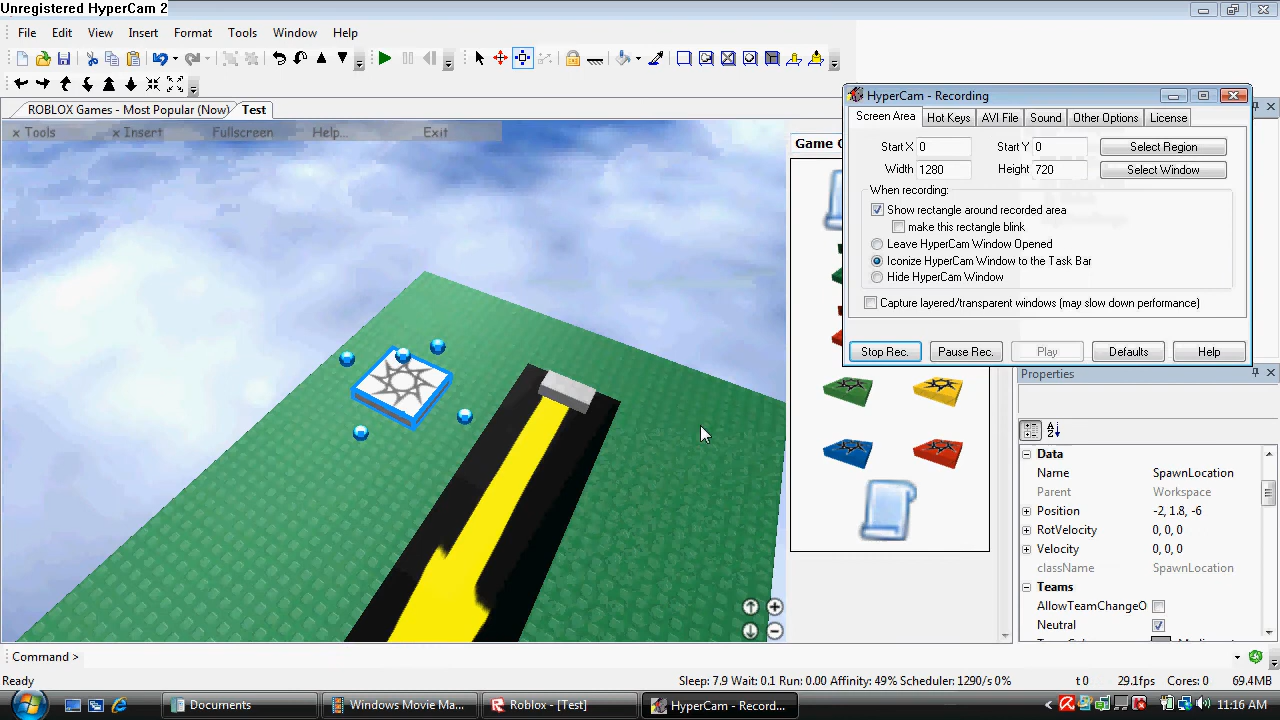 Unregistered HyperCam 2
File Edit View Insert Format Tools Window Help
ROBLOX Games - Most Popular (Now) Test
x Tools x Insert Fullscreen Help... Exit
Game
HyperCam - Recording
Screen Area Hot Keys AVI File Sound Other Options License
Start X 0 Start Y 0 Select Region
Width 1280 Height 720 Select Window
When recording:
Show rectangle around recorded area
make this rectangle blink
Leave HyperCam Window Opened
Iconize HyperCam Window to the Task Bar
Hide HyperCam Window
Capture layered/transparent windows (may slow down performance)
Stop Rec. Pause Rec. Play Defaults Help
Properties
Data
Name SpawnLocation
Parent Workspace
Position -2, 1.8, -6
RotVelocity 0, 0, 0
Velocity 0, 0, 0
className SpawnLocation
Teams
AllowTeamChangeO
Neutral
Command >
Ready Sleep: 7.9 Wait: 0.1 Run: 0.00 Affinity: 49% Scheduler: 1290/s 0% t 0 29.1fps Cores: 0 69.4MB
Documents Windows Movie Ma... Roblox - [Test] HyperCam - Record... 11:16 AM